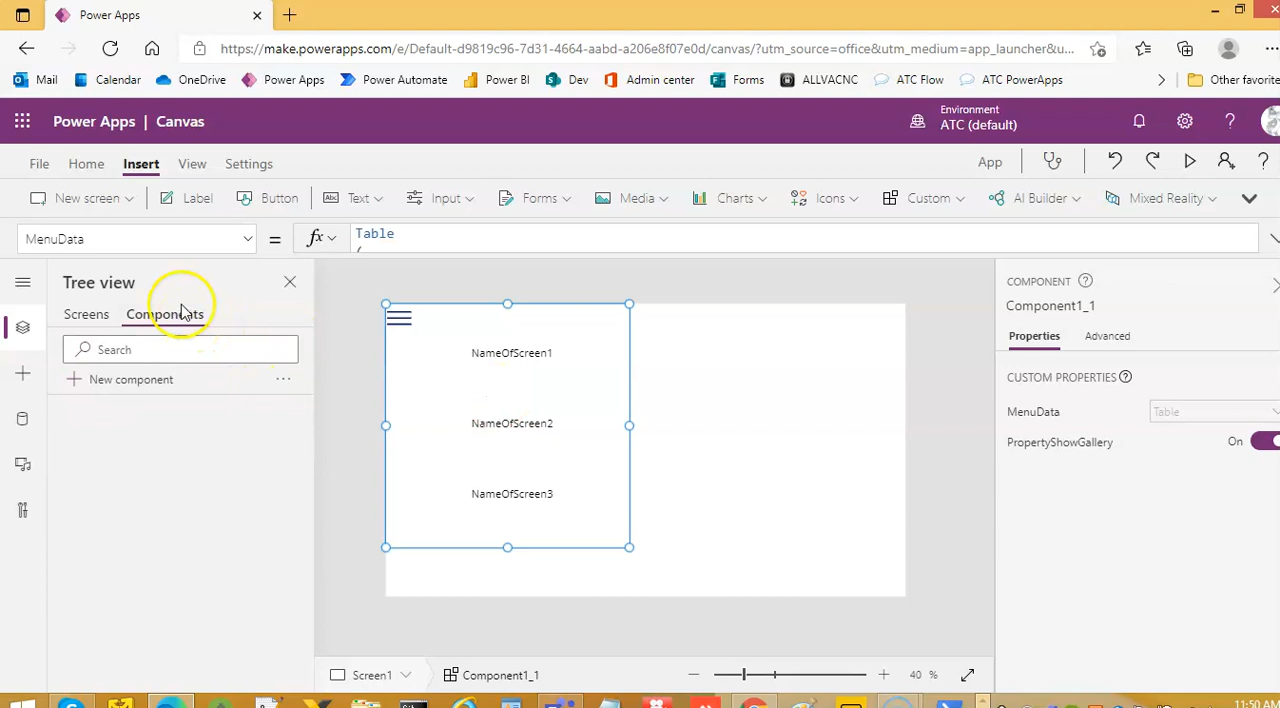 Power Apps
https://make.powerapps.com/e/Default-d9819c96-7d31-4664-aabd-a206e8f07e0d/canvas/?utm_source=office&utm_medium=app_launcher&u...
Mail Calendar OneDrive Power Apps Power Automate Power BI Dev Admin center Forms ALLVACNC ATC Flow ATC PowerApps Other favorite
Power Apps | Canvas
Environment
ATC (default)
File Home Insert View Settings App
New screen Label Button Abc Text Input Forms Media Charts Icons Custom AI Builder Mixed Reality
MenuData = fx Table
(
Tree view
Screens Components
Search
New component
NameOfScreen1
NameOfScreen2
NameOfScreen3
COMPONENT
Component1_1
Properties Advanced
CUSTOM PROPERTIES
MenuData Table
PropertyShowGallery On
Screen1 Component1_1 40 %
11:50 AM